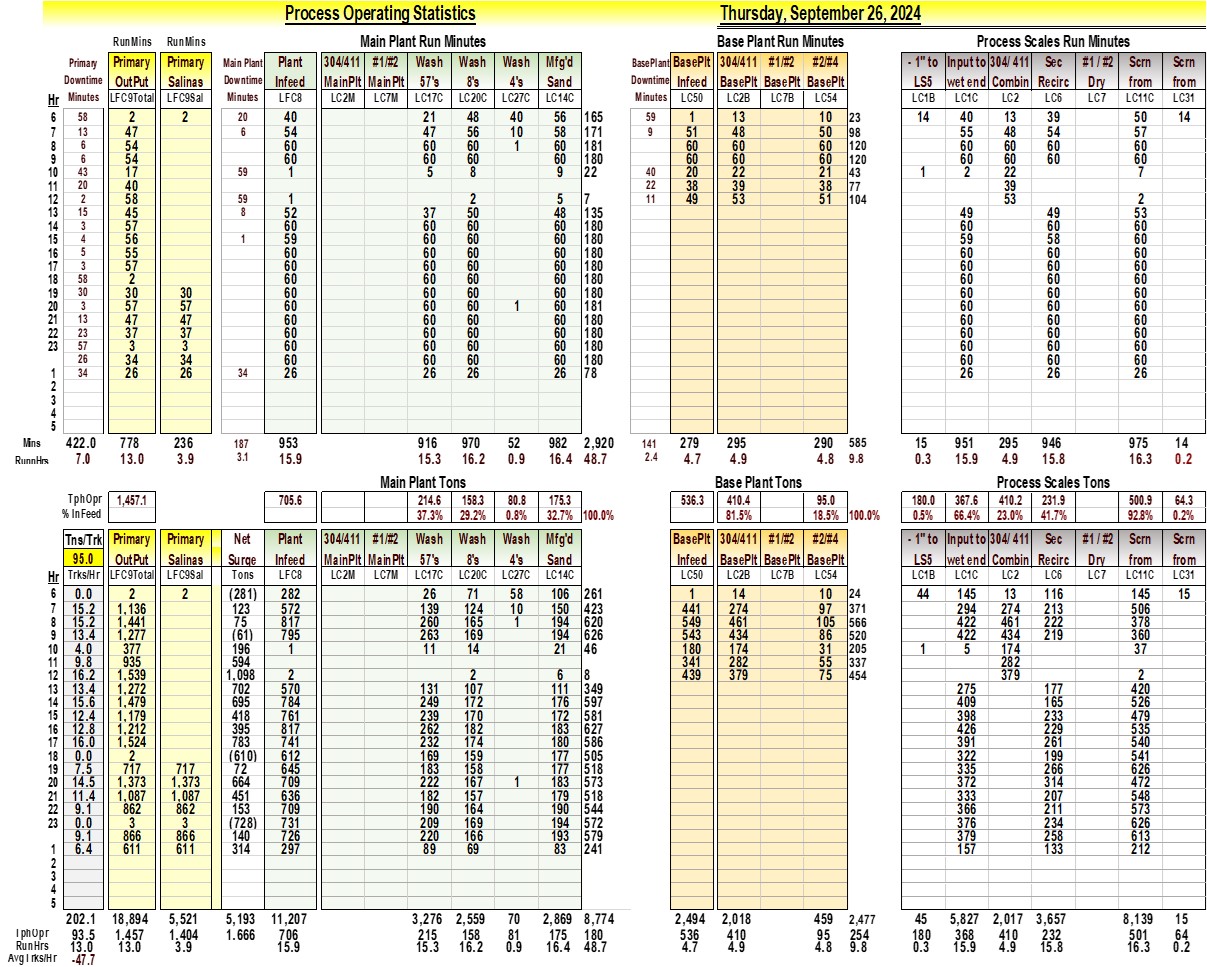 Process Operating Statistics Thursday, September 26, 2024
RunMins RunMins Main Plant Run Minutes Base Plant Run Minutes Process Scales Run Minutes
Primary Primary Primary Main Plant Plant 304/411 #1/#2 Wash Wash Wash Mfg'd BasePlant BasePlt 304/411 #1/#2 #2/#4 - 1" to Input to 304/ 411 Sec #1 / #2 Scrn Scrn
Downtime OutPut Salinas Downtime Infeed MainPlt MainPlt 57's 8's 4's Sand Downtime Infeed BasePlt BasePlt BasePlt LS5 wet end Combin Recirc Dry from from
Hr Minutes LFC9Total LFC9Sal Minutes LFC8 LC2M LC7M LC17C LC20C LC27C LC14C Minutes LC50 LC2B LC7B LC54 LC1B LC1C LC2 LC6 LC7 LC11C LC31
6 58 2 2 20 40 21 48 40 56 165 59 1 13 10 23 14 40 13 39 50 14
7 13 47 6 54 47 56 10 58 171 9 51 48 50 98 55 48 54 57
8 6 54 60 60 60 1 60 181 60 60 60 120 60 60 60 60
9 6 54 60 60 60 60 180 60 60 60 120 60 60 60 60
10 43 17 59 1 5 8 9 22 40 20 22 21 43 1 2 22 7
11 20 40 22 38 39 38 77 39
12 2 58 59 1 2 5 7 11 49 53 51 104 53 2
13 15 45 8 52 37 50 48 135 49 49 53
14 3 57 60 60 60 60 180 60 60 60
15 4 56 1 59 60 60 60 180 59 58 60
16 5 55 60 60 60 60 180 60 60 60
17 3 57 60 60 60 60 180 60 60 60
18 58 2 60 60 60 60 180 60 60 60
19 30 30 30 60 60 60 60 180 60 60 60
20 3 57 57 60 60 60 1 60 181 60 60 60
21 13 47 47 60 60 60 60 180 60 60 60
22 23 37 37 60 60 60 60 180 60 60 60
23 57 3 3 60 60 60 60 180 60 60 60
26 34 34 60 60 60 60 180 60 60 60
1 34 26 26 34 26 26 26 26 78 26 26 26
2
3
4
5
Mins 422.0 778 236 187 953 916 970 52 982 2,920 141 279 295 290 585 15 951 295 946 975 14
RunnHrs 7.0 13.0 3.9 3.1 15.9 15.3 16.2 0.9 16.4 48.7 2.4 4.7 4.9 4.8 9.8 0.3 15.9 4.9 15.8 16.3 0.2
Main Plant Tons Base Plant Tons Process Scales Tons
TphOpr 1,457.1 705.6 214.6 158.3 80.8 175.3 536.3 410.4 95.0 180.0 367.6 410.2 231.9 500.9 64.3
% InFeed 37.3% 29.2% 0.8% 32.7% 100.0% 81.5% 18.5% 100.0% 0.5% 66.4% 23.0% 41.7% 92.8% 0.2%
Tns/Trk Primary Primary Net Plant 304/411 #1/#2 Wash Wash Wash Mfg'd BasePlt 304/411 #1/#2 #2/#4 - 1" to Input to 304/ 411 Sec #1 / #2 Scrn Scrn
95.0 OutPut Salinas Surge Infeed MainPlt MainPlt 57's 8's 4's Sand Infeed BasePlt BasePlt BasePlt LS5 wet end Combin Recirc Dry from from
Hr Trks/Hr LFC9Total LFC9Sal Tons LFC8 LC2M LC7M LC17C LC20C LC27C LC14C LC50 LC2B LC7B LC54 LC1B LC1C LC2 LC6 LC7 LC11C LC31
6 0.0 2 2 (281) 282 26 71 58 106 261 1 14 10 24 44 145 13 116 145 15
7 15.2 1,136 123 572 139 124 10 150 423 441 274 97 371 294 274 213 506
8 15.2 1,441 75 817 260 165 1 194 620 549 461 105 566 422 461 222 378
9 13.4 1,277 (61) 795 263 169 194 626 543 434 86 520 422 434 219 360
10 4.0 377 196 1 11 14 21 46 180 174 31 205 1 5 174 37
11 9.8 935 594 341 282 55 337 282
12 16.2 1,539 1,098 2 2 6 8 439 379 75 454 379 2
13 13.4 1,272 702 570 131 107 111 349 275 177 420
14 15.6 1,479 695 784 249 172 176 597 409 165 526
15 12.4 1,179 418 761 239 170 172 581 398 233 479
16 12.8 1,212 395 817 262 182 183 627 426 229 535
17 16.0 1,524 783 741 232 174 180 586 391 261 540
18 0.0 2 (610) 612 169 159 177 505 322 199 541
19 7.5 717 717 72 645 183 158 177 518 335 266 626
20 14.5 1,373 1,373 664 709 222 167 1 183 573 372 314 472
21 11.4 1,087 1,087 451 636 182 157 179 518 333 207 548
22 9.1 862 862 153 709 190 164 190 544 366 211 573
23 0.0 3 3 (728) 731 209 169 194 572 376 234 626
9.1 866 866 140 726 220 166 193 579 379 258 613
1 6.4 611 611 314 297 89 69 83 241 157 133 212
2
3
4
5
202.1 18,894 5,521 5,193 11,207 3,276 2,559 70 2,869 8,774 2,494 2,018 459 2,477 45 5,827 2,017 3,657 8,139 15
TphOpr 93.5 1,457 1,404 1.666 706 215 158 81 175 180 536 410 95 254 180 368 410 232 501 64
RunHrs 13.0 13.0 3.9 15.9 15.3 16.2 0.9 16.4 48.7 4.7 4.9 4.8 9.8 0.3 15.9 4.9 15.8 16.3 0.2
Avg Trks/Hr -47.7